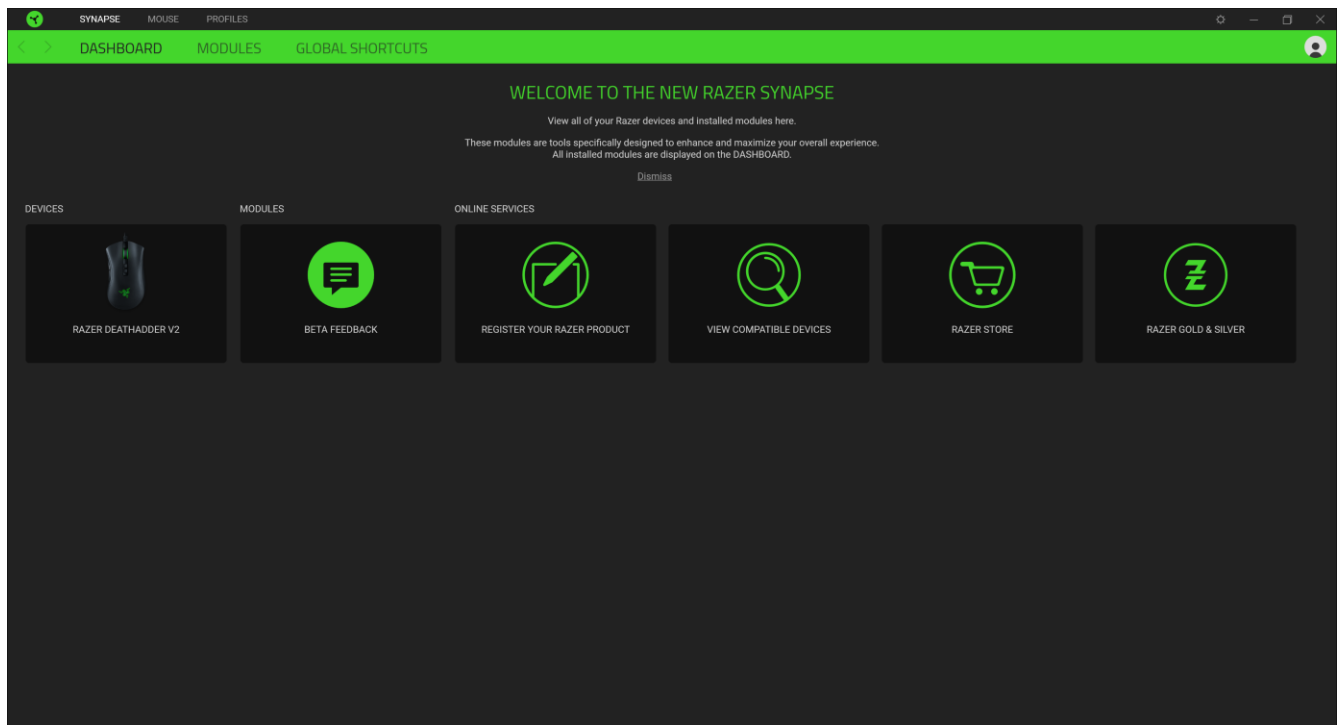 SYNAPSE MOUSE PROFILES
DASHBOARD MODULES GLOBAL SHORTCUTS
WELCOME TO THE NEW RAZER SYNAPSE
View all of your Razer devices and installed modules here.
These modules are tools specifically designed to enhance and maximize your overall experience.
All installed modules are displayed on the DASHBOARD.
Dismiss
DEVICES MODULES ONLINE SERVICES
RAZER DEATHADDER V2 BETA FEEDBACK REGISTER YOUR RAZER PRODUCT VIEW COMPATIBLE DEVICES RAZER STORE RAZER GOLD & SILVER